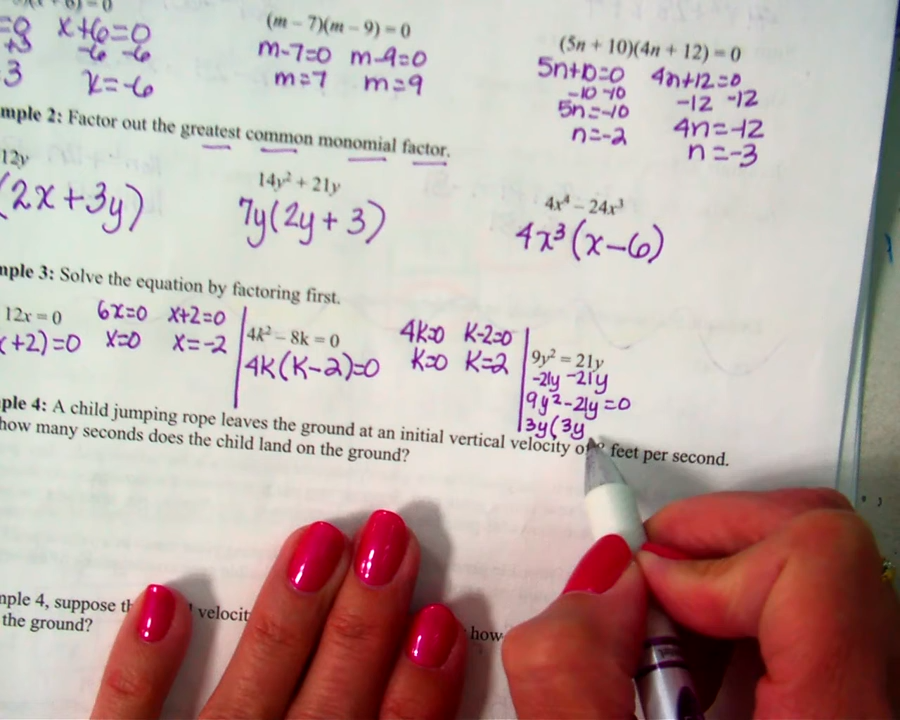 x+6=0
-6 -6
x=-6
(m – 7)(m – 9) = 0
m-7=0 m-9=0
m=7 m=9
(5n + 10)(4n + 12) = 0
5n+10=0 4n+12=0
-10 -10 -12 -12
5n=-10 4n=-12
n=-2 n=-3
mple 2: Factor out the greatest common monomial factor.
12y
(2x+3y)
14y² + 21y
7y(2y+3)
4x⁴ – 24x³
4x³(x-6)
mple 3: Solve the equation by factoring first.
12x = 0 6x=0 x+2=0
x+2)=0 x=0 x=-2
4k² – 8k = 0 4k=0 k-2=0
4k(k-2)=0 k=0 k=2
9y² = 21y
-21y -21y
9y²-21y=0
3y(3y
ple 4: A child jumping rope leaves the ground at an initial vertical velocity of feet per second.
how many seconds does the child land on the ground?
mple 4, suppose th velocit how
the ground?